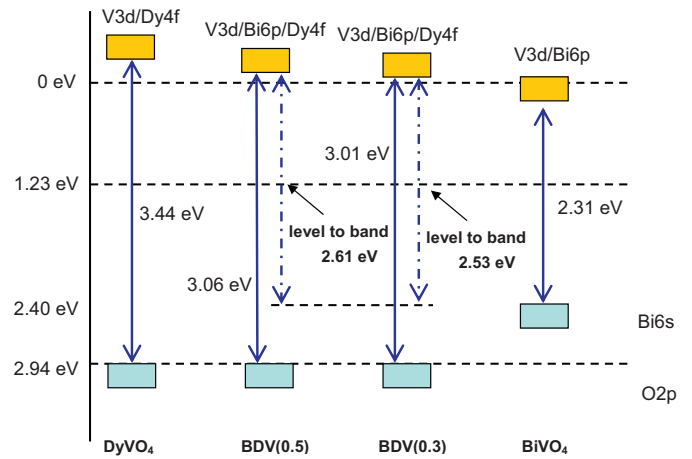 V3d/Dy4f
V3d/Bi6p/Dy4f
V3d/Bi6p/Dy4f
V3d/Bi6p
0 eV
3.01 eV
1.23 eV
3.44 eV
level to band
2.61 eV
level to band
2.53 eV
2.31 eV
3.06 eV
2.40 eV
Bi6s
2.94 eV
O2p
DyVO₄
BDV(0.5)
BDV(0.3)
BiVO₄